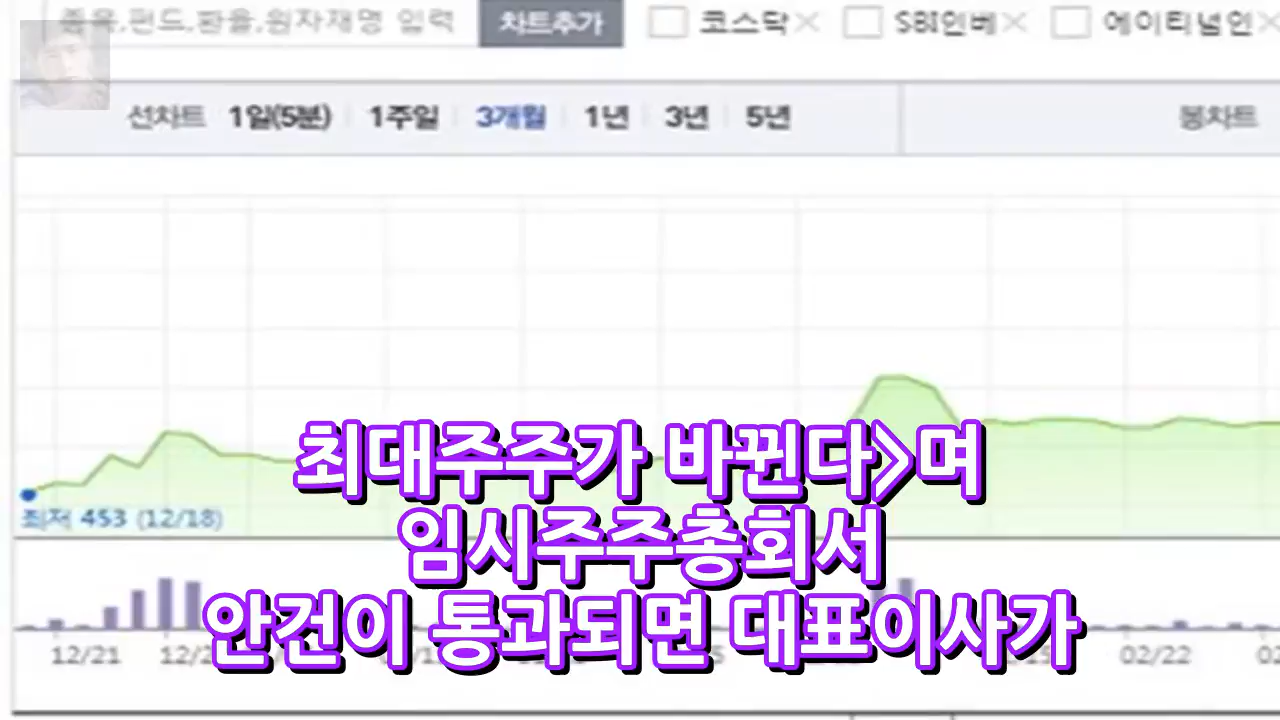 종목,펀드,환율,원자재명 입력 차트추가 코스닥 SBI인베 에이티넘인
선차트 1일(5분) 1주일 3개월 1년 3년 5년 봉차트
최대주주가 바뀐다>며
최저 453 (12/18)
임시주주총회서
안건이 통과되면 대표이사가
12/21 02/22